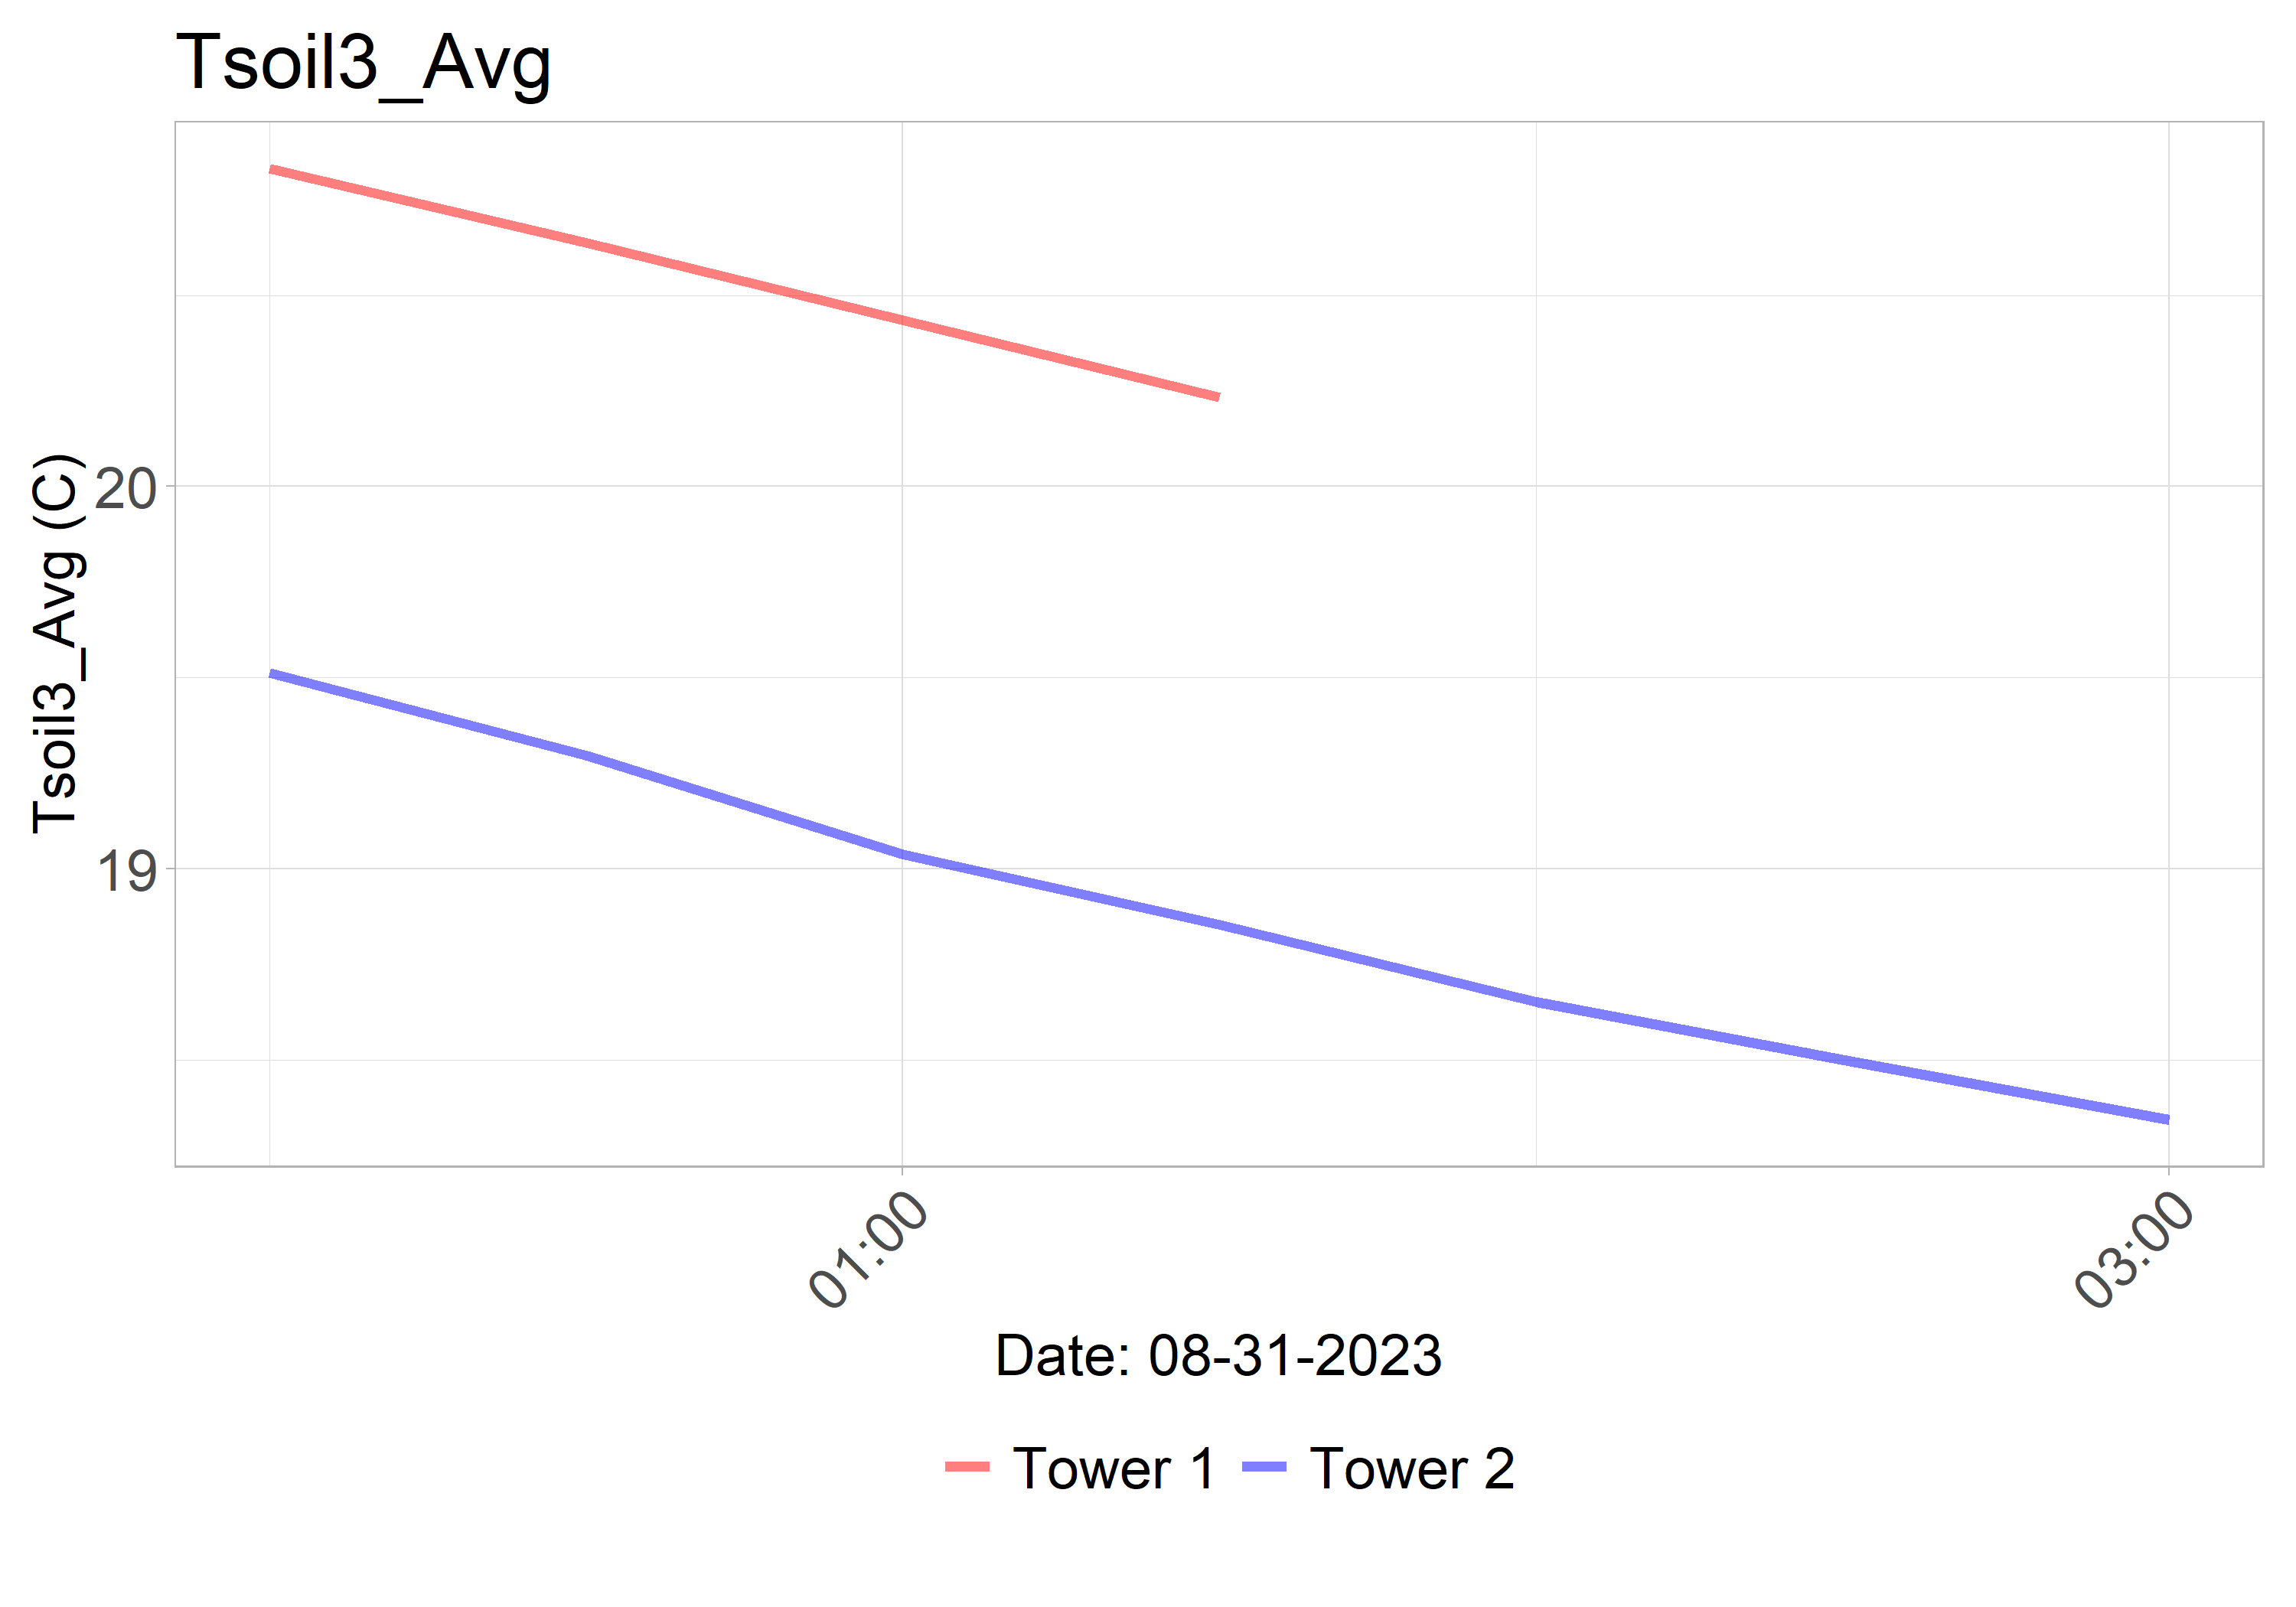 Tsoil3_Avg
Tsoil3_Avg (C)
20
19
01:00
03:00
Date: 08-31-2023
Tower 1
Tower 2